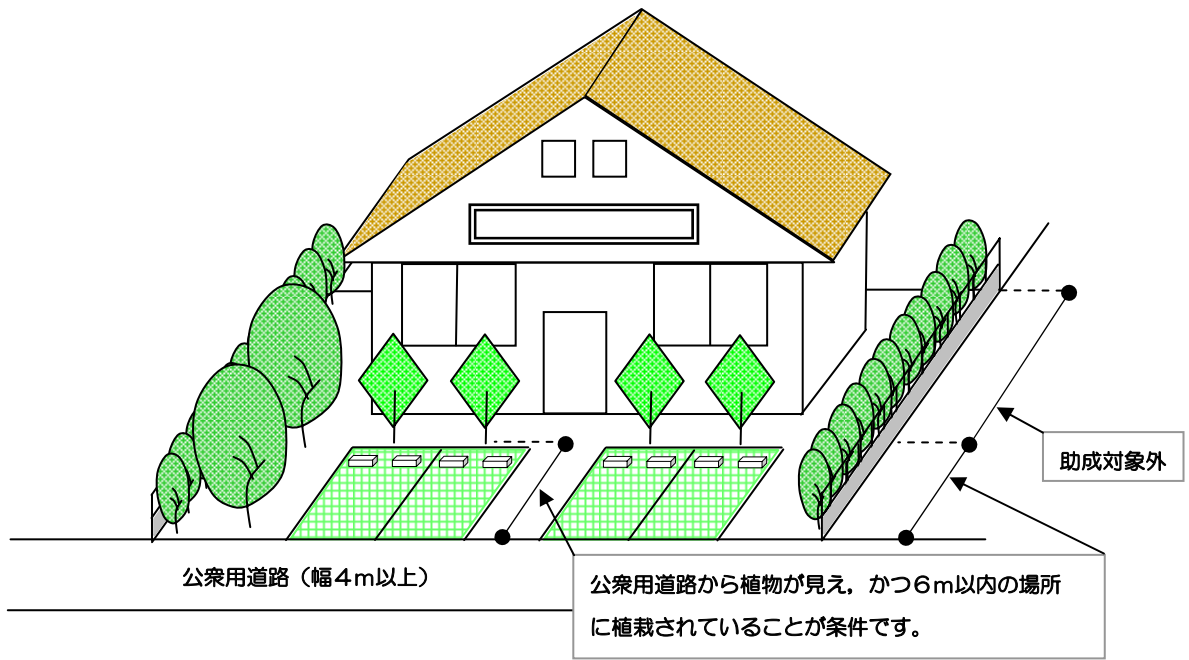 助成対象外
公衆用道路（幅４ｍ以上）
公衆用道路から植物が見え，かつ６ｍ以内の場所
に植栽されていることが条件です。